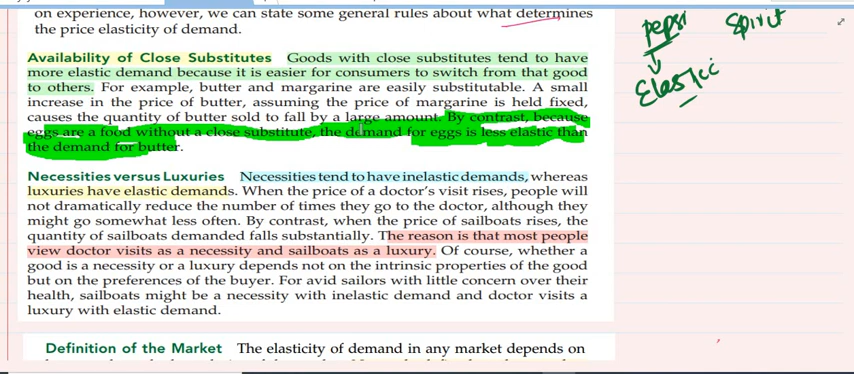 on experience, however, we can state some general rules about what determines
the price elasticity of demand.
Availability of Close Substitutes Goods with close substitutes tend to have
more elastic demand because it is easier for consumers to switch from that good
to others. For example, butter and margarine are easily substitutable. A small
increase in the price of butter, assuming the price of margarine is held fixed,
causes the quantity of butter sold to fall by a large amount. By contrast, because
eggs are a food without a close substitute, the demand for eggs is less elastic than
the demand for butter.
Necessities versus Luxuries Necessities tend to have inelastic demands, whereas
luxuries have elastic demands. When the price of a doctor's visit rises, people will
not dramatically reduce the number of times they go to the doctor, although they
might go somewhat less often. By contrast, when the price of sailboats rises, the
quantity of sailboats demanded falls substantially. The reason is that most people
view doctor visits as a necessity and sailboats as a luxury. Of course, whether a
good is a necessity or a luxury depends not on the intrinsic properties of the good
but on the preferences of the buyer. For avid sailors with little concern over their
health, sailboats might be a necessity with inelastic demand and doctor visits a
luxury with elastic demand.
Definition of the Market The elasticity of demand in any market depends on
pepsi Spirit
Elastic